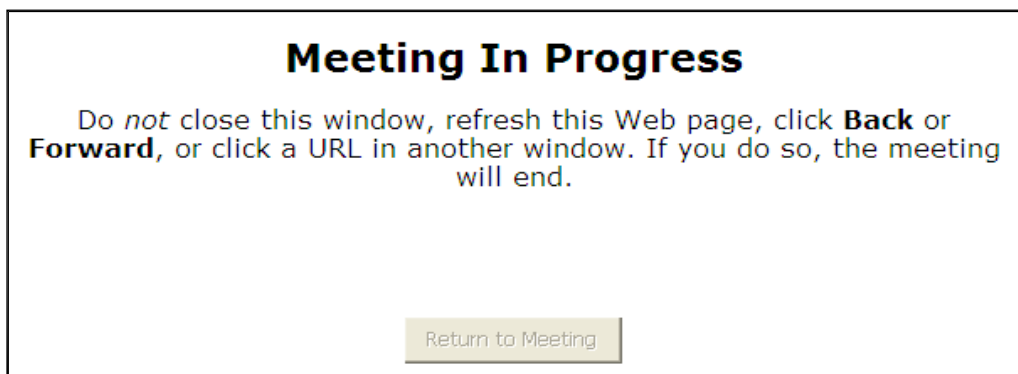 Meeting In Progress
Do not close this window, refresh this Web page, click Back or
Forward, or click a URL in another window. If you do so, the meeting
will end.
Return to Meeting